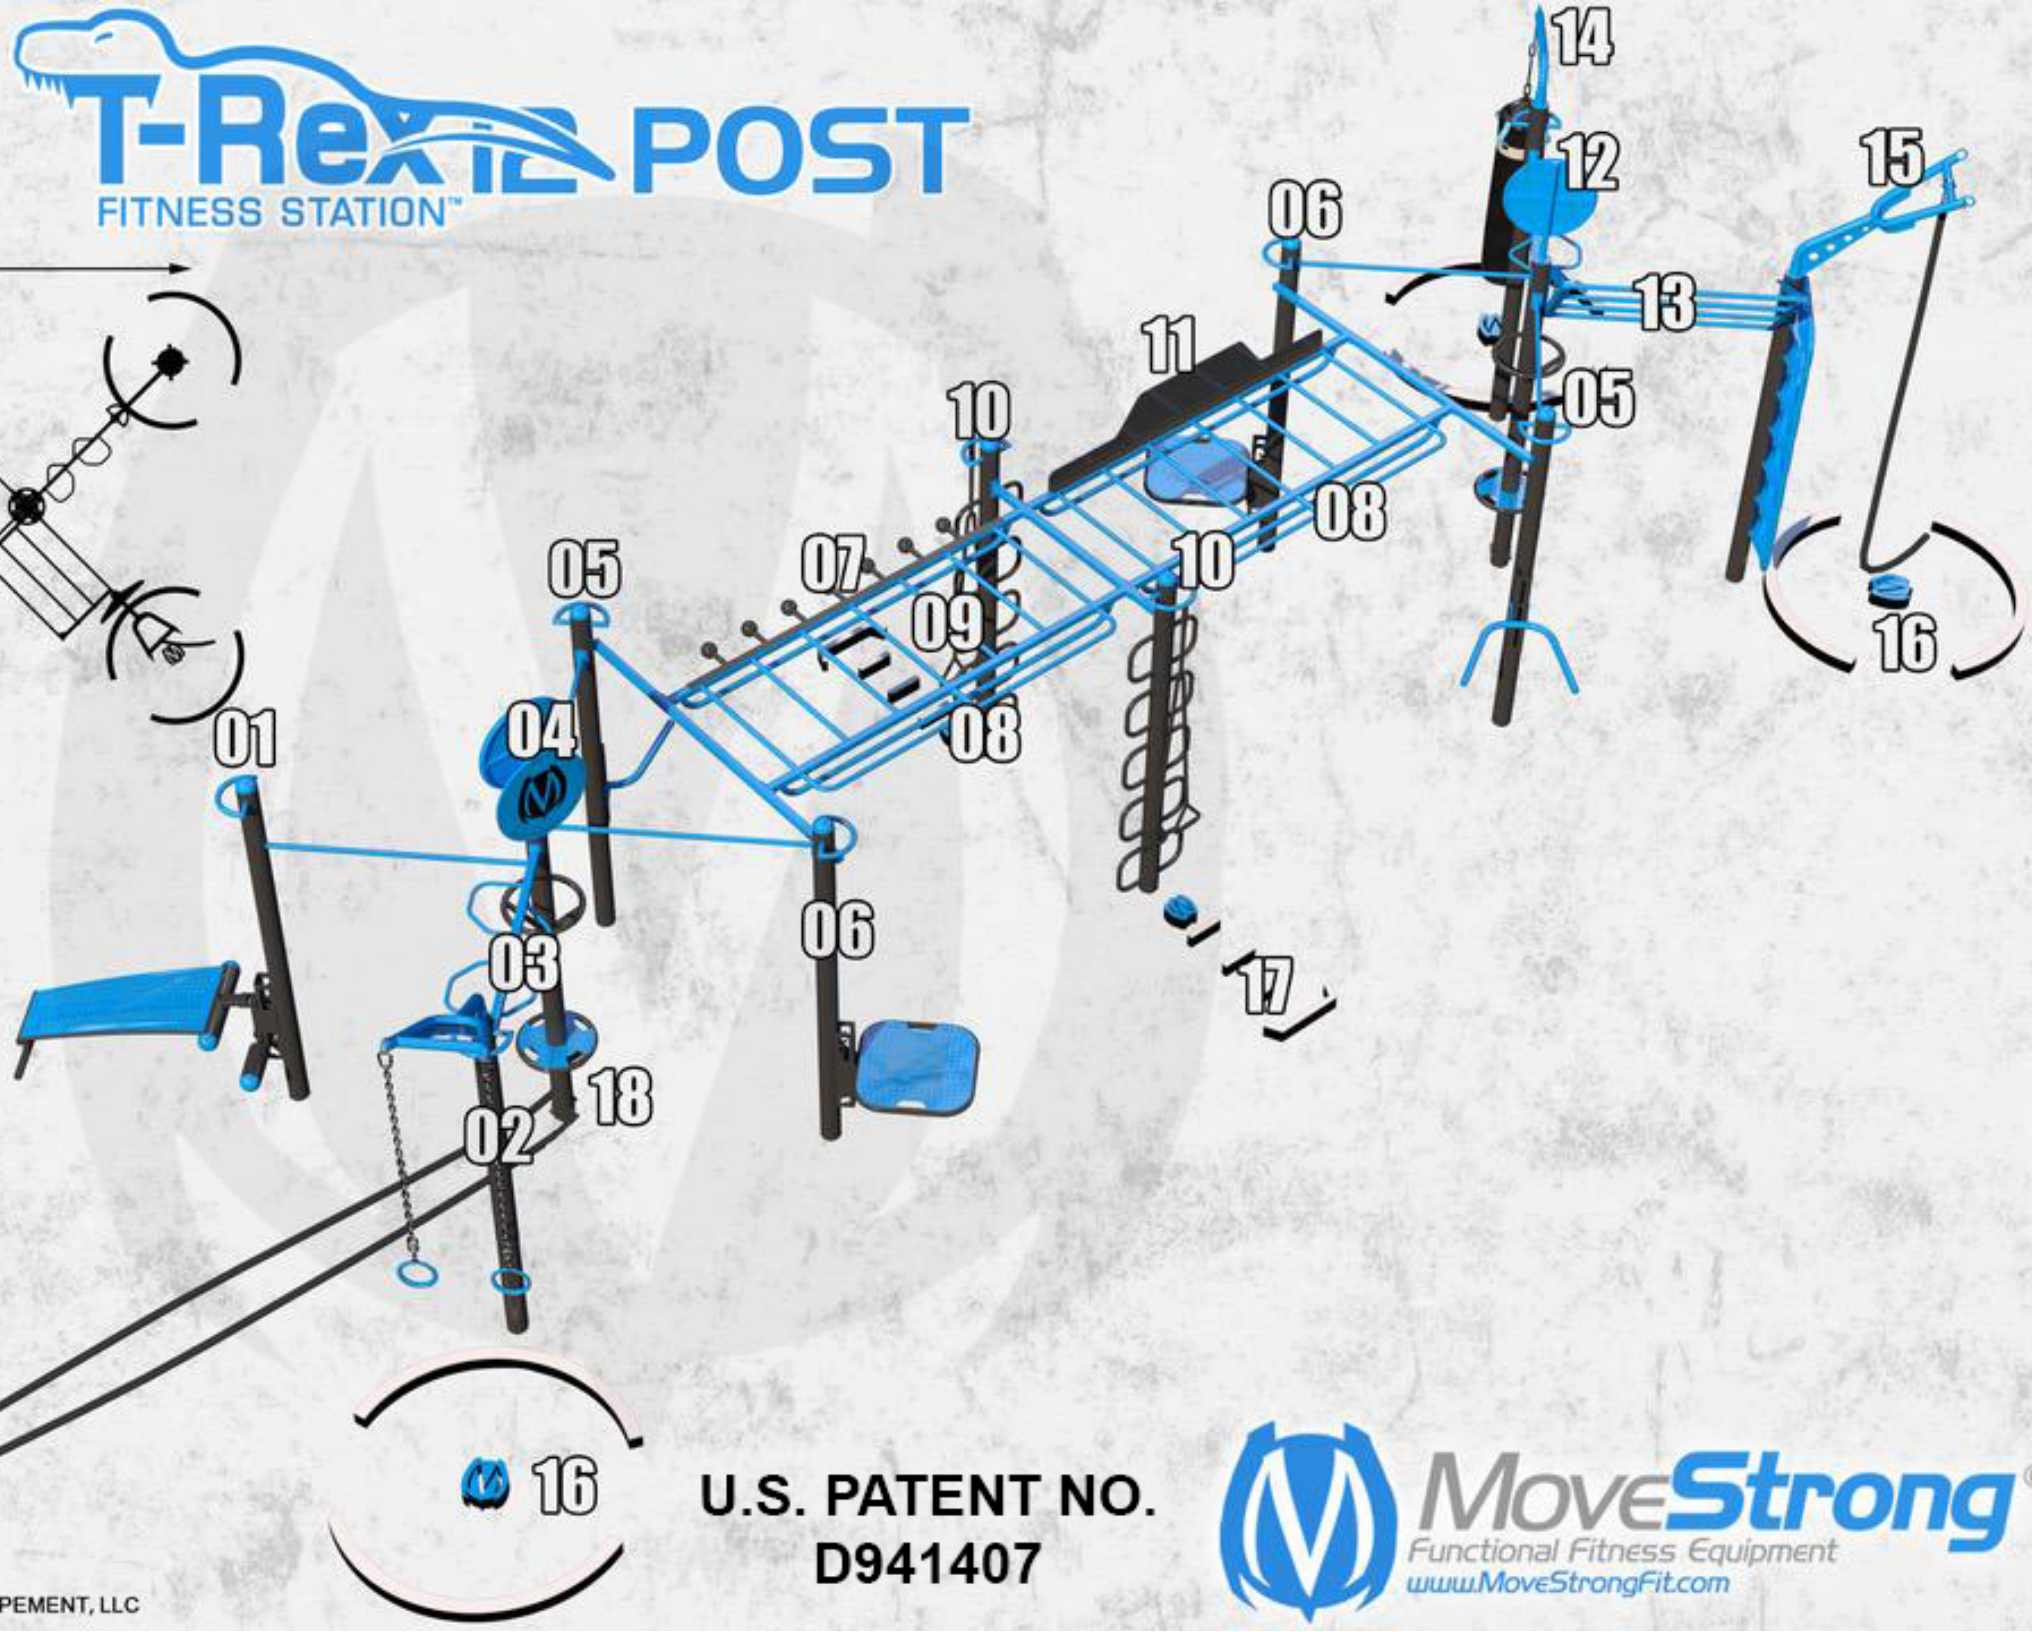 T-Rex 12 POST
FITNESS STATION™
14
12
15
06
13
11
05
10
08
05
07
10
09
16
01
04
08
06
03
17
18
02
16
U.S. PATENT NO.
D941407
MoveStrong
Functional Fitness Equipment
www.MoveStrongFit.com
PEMENT, LLC